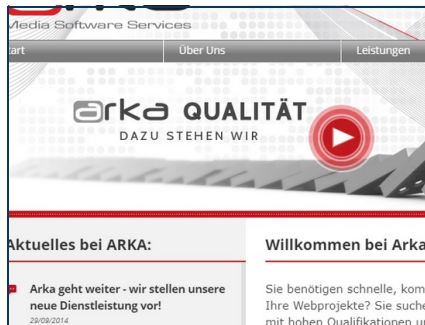 Media Software Services
Über Uns
Leistungen
arka QUALITÄT
DAZU STEHEN WIR
Aktuelles bei ARKA:
Willkommen bei Arka
Arka geht weiter - wir stellen unsere
neue Dienstleistung vor!
29/09/2014
Sie benötigen schnelle, kom
Ihre Webprojekte? Sie suche
mit hohen Qualifikationen u